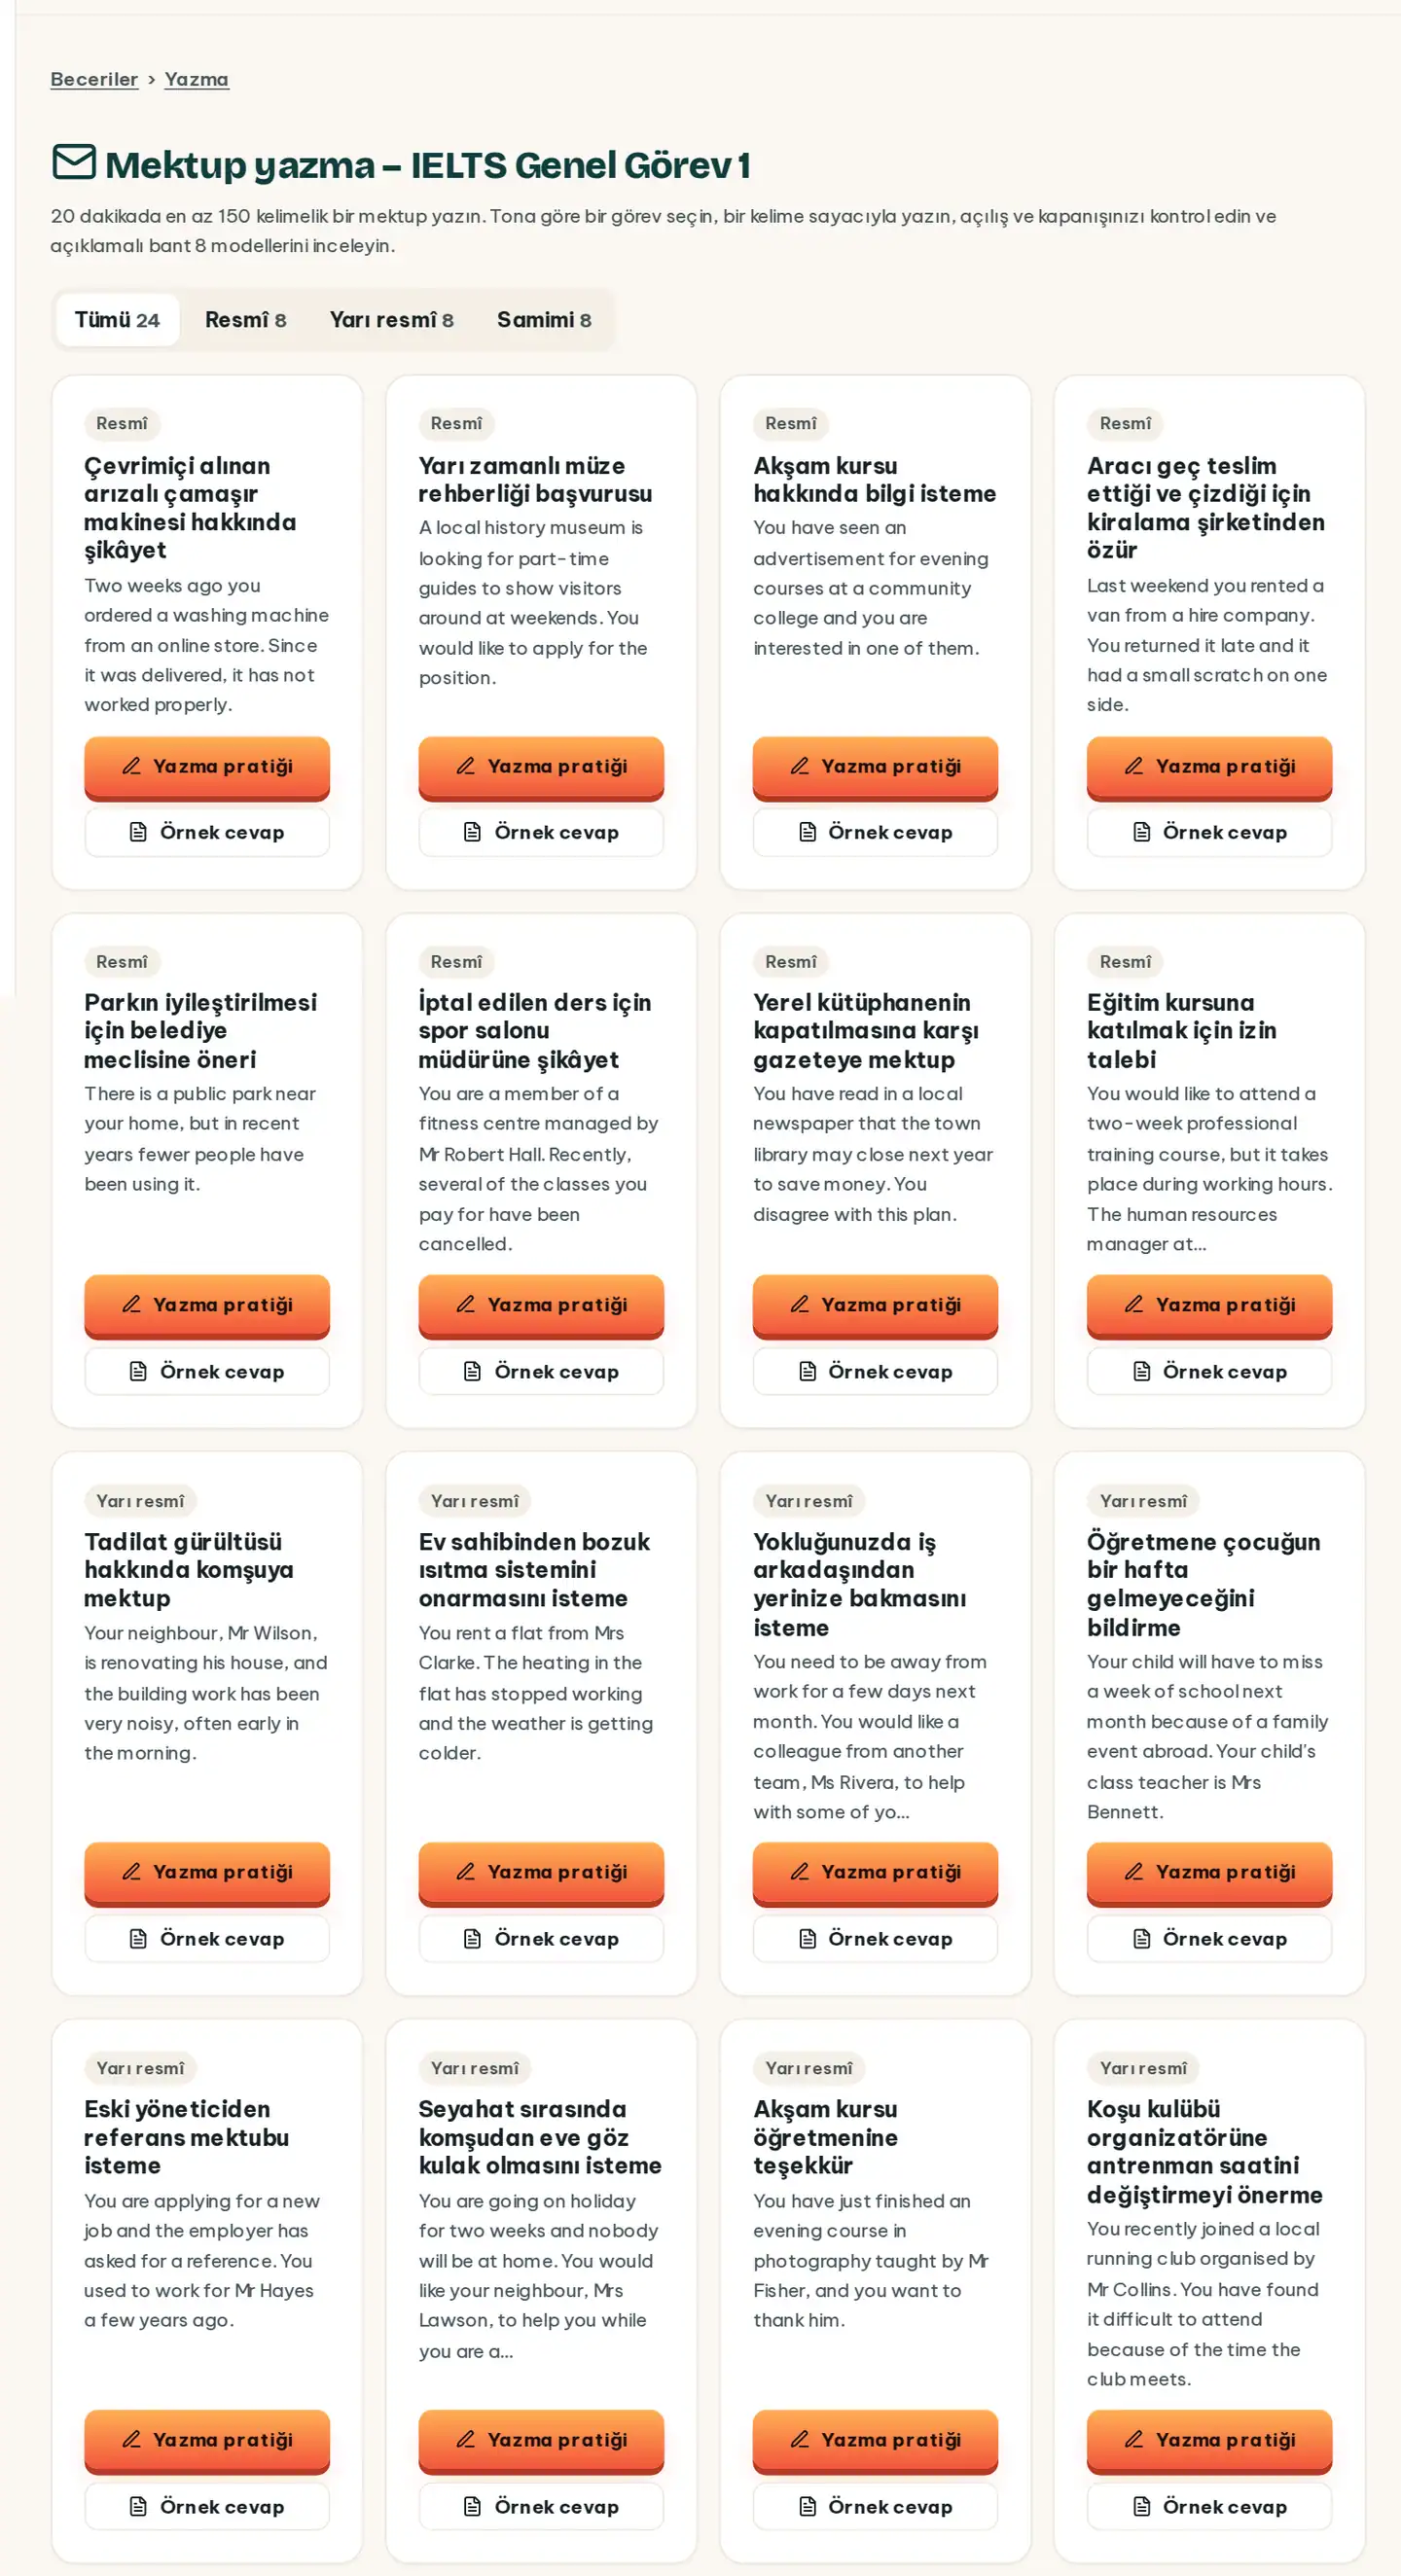 Beceriler › Yazma
Mektup yazma – IELTS Genel Görev 1
20 dakikada en az 150 kelimelik bir mektup yazın. Tona göre bir görev seçin, bir kelime sayacıyla yazın, açılış ve kapanışınızı kontrol edin ve
açıklamalı bant 8 modellerini inceleyin.
Tümü 24 Resmî 8 Yarı resmî 8 Samimi 8
Resmî
Çevrimiçi alınan
arızalı çamaşır
makinesi hakkında
şikâyet
Two weeks ago you
ordered a washing machine
from an online store. Since
it was delivered, it has not
worked properly.
Yazma pratiği
Örnek cevap
Resmî
Yarı zamanlı müze
rehberliği başvurusu
A local history museum is
looking for part-time
guides to show visitors
around at weekends. You
would like to apply for the
position.
Yazma pratiği
Örnek cevap
Resmî
Akşam kursu
hakkında bilgi isteme
You have seen an
advertisement for evening
courses at a community
college and you are
interested in one of them.
Yazma pratiği
Örnek cevap
Resmî
Aracı geç teslim
ettiği ve çizdiği için
kiralama şirketinden
özür
Last weekend you rented a
van from a hire company.
You returned it late and it
had a small scratch on one
side.
Yazma pratiği
Örnek cevap
Resmî
Parkın iyileştirilmesi
için belediye
meclisine öneri
There is a public park near
your home, but in recent
years fewer people have
been using it.
Yazma pratiği
Örnek cevap
Resmî
İptal edilen ders için
spor salonu
müdürüne şikâyet
You are a member of a
fitness centre managed by
Mr Robert Hall. Recently,
several of the classes you
pay for have been
cancelled.
Yazma pratiği
Örnek cevap
Resmî
Yerel kütüphanenin
kapatılmasına karşı
gazeteye mektup
You have read in a local
newspaper that the town
library may close next year
to save money. You
disagree with this plan.
Yazma pratiği
Örnek cevap
Resmî
Eğitim kursuna
katılmak için izin
talebi
You would like to attend a
two-week professional
training course, but it takes
place during working hours.
The human resources
manager at...
Yazma pratiği
Örnek cevap
Yarı resmî
Tadilat gürültüsü
hakkında komşuya
mektup
Your neighbour, Mr Wilson,
is renovating his house, and
the building work has been
very noisy, often early in
the morning.
Yazma pratiği
Örnek cevap
Yarı resmî
Ev sahibinden bozuk
ısıtma sistemini
onarmasını isteme
You rent a flat from Mrs
Clarke. The heating in the
flat has stopped working
and the weather is getting
colder.
Yazma pratiği
Örnek cevap
Yarı resmî
Yokluğunuzda iş
arkadaşından
yerinize bakmasını
isteme
You need to be away from
work for a few days next
month. You would like a
colleague from another
team, Ms Rivera, to help
with some of yo...
Yazma pratiği
Örnek cevap
Yarı resmî
Öğretmene çocuğun
bir hafta
gelmeyeceğini
bildirme
Your child will have to miss
a week of school next
month because of a family
event abroad. Your child's
class teacher is Mrs
Bennett.
Yazma pratiği
Örnek cevap
Yarı resmî
Eski yöneticiden
referans mektubu
isteme
You are applying for a new
job and the employer has
asked for a reference. You
used to work for Mr Hayes
a few years ago.
Yazma pratiği
Örnek cevap
Yarı resmî
Seyahat sırasında
komşudan eve göz
kulak olmasını isteme
You are going on holiday
for two weeks and nobody
will be at home. You would
like your neighbour, Mrs
Lawson, to help you while
you are a...
Yazma pratiği
Örnek cevap
Yarı resmî
Akşam kursu
öğretmenine
teşekkür
You have just finished an
evening course in
photography taught by Mr
Fisher, and you want to
thank him.
Yazma pratiği
Örnek cevap
Yarı resmî
Koşu kulübü
organizatörüne
antrenman saatini
değiştirmeyi önerme
You recently joined a local
running club organised by
Mr Collins. You have found
it difficult to attend
because of the time the
club meets.
Yazma pratiği
Örnek cevap